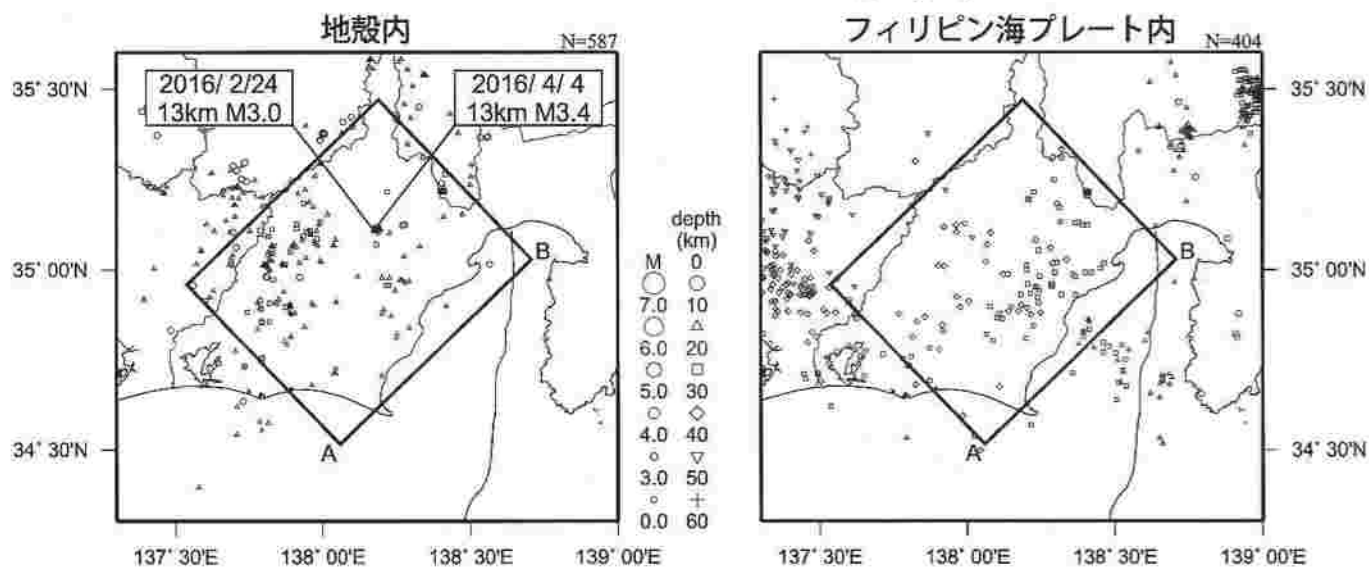 地殻内
N=587
2016/ 2/24
13km M3.0
2016/ 4/ 4
13km M3.4
35° 30'N
35° 00'N
34° 30'N
137° 30'E
138° 00'E
138° 30'E
139° 00'E
A
B
depth
(km)
M 0
10
7.0
20
6.0
30
5.0
40
4.0
50
3.0
60
0.0
フィリピン海プレート内
N=404
35° 30'N
35° 00'N
34° 30'N
137° 30'E
138° 00'E
138° 30'E
139° 00'E
A
B